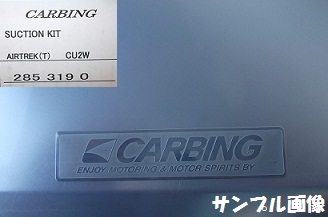 CARBING
SUCTION KIT
AIRTREK(T) CU2W
285 319 0
CARBING
ENJOY MOTORING & MOTOR SPIRITS BY
サンプル画像